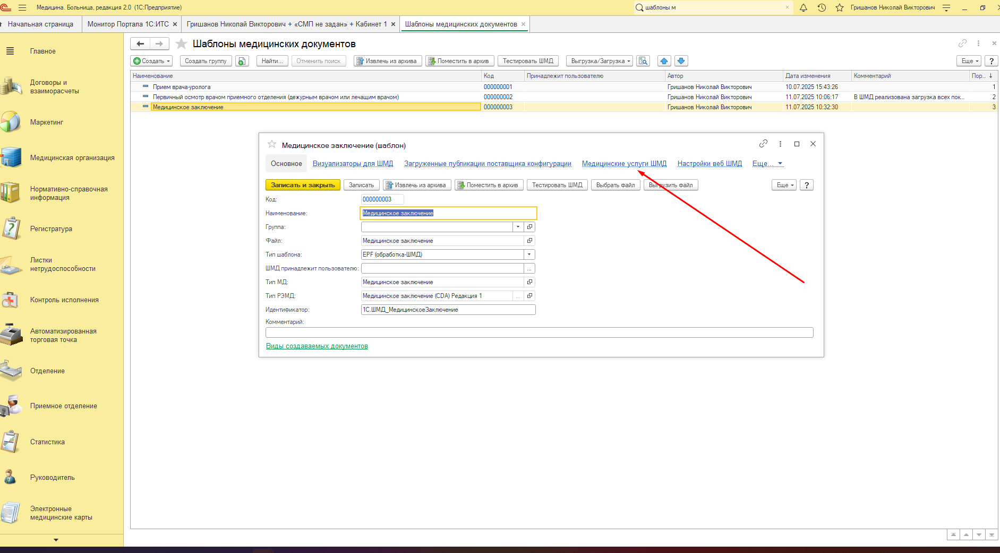 Медицина. Больница, редакция 2.0 (1С:Предприятие)
шаблоны м
Гришанов Николай Викторович
Начальная страница
Монитор Портала 1С:ИТС
Гришанов Николай Викторович + «СМП не задан» + Кабинет 1
Шаблоны медицинских документов
Главное
Договоры и
взаиморасчеты
Маркетинг
Медицинская организация
Нормативно-справочная
информация
Регистратура
Листки
нетрудоспособности
Контроль исполнения
Автоматизированная
торговая точка
Отделение
Приемное отделение
Статистика
Руководитель
Электронные
медицинские карты
Шаблоны медицинских документов
Создать
Создать группу
Найти...
Отменить поиск
Извлечь из архива
Поместить в архив
Тестировать ШМД
Выгрузка/Загрузка
Еще
?
Наименование Код Принадлежит пользователю Автор Дата изменения Комментарий Пор...
Прием врача-уролога 000000001 Гришанов Николай Викторович 10.07.2025 15:43:26 1
Первичный осмотр врачом приемного отделения (дежурным врачом или лечащим врачом) 000000002 Гришанов Николай Викторович 11.07.2025 10:06:17 В ШМД реализована загрузка всех пок... 2
Медицинское заключение 000000003 Гришанов Николай Викторович 11.07.2025 10:32:30 3
Медицинское заключение (шаблон)
Основное
Визуализаторы для ШМД
Загруженные публикации поставщика конфигурации
Медицинские услуги ШМД
Настройки веб ШМД
Еще...
Записать и закрыть
Записать
Извлечь из архива
Поместить в архив
Тестировать ШМД
Выбрать файл
Выгрузить файл
Еще
?
Код: 000000003
Наименование: Медицинское заключение
Группа:
Файл: Медицинское заключение
Тип шаблона: EPF (обработка-ШМД)
ШМД принадлежит пользователю: ...
Тип МД: Медицинское заключение
Тип РЭМД: Медицинское заключение (CDA) Редакция 1 ...
Идентификатор: 1С.ШМД_МедицинскоеЗаключение
Комментарий:
Виды создаваемых документов